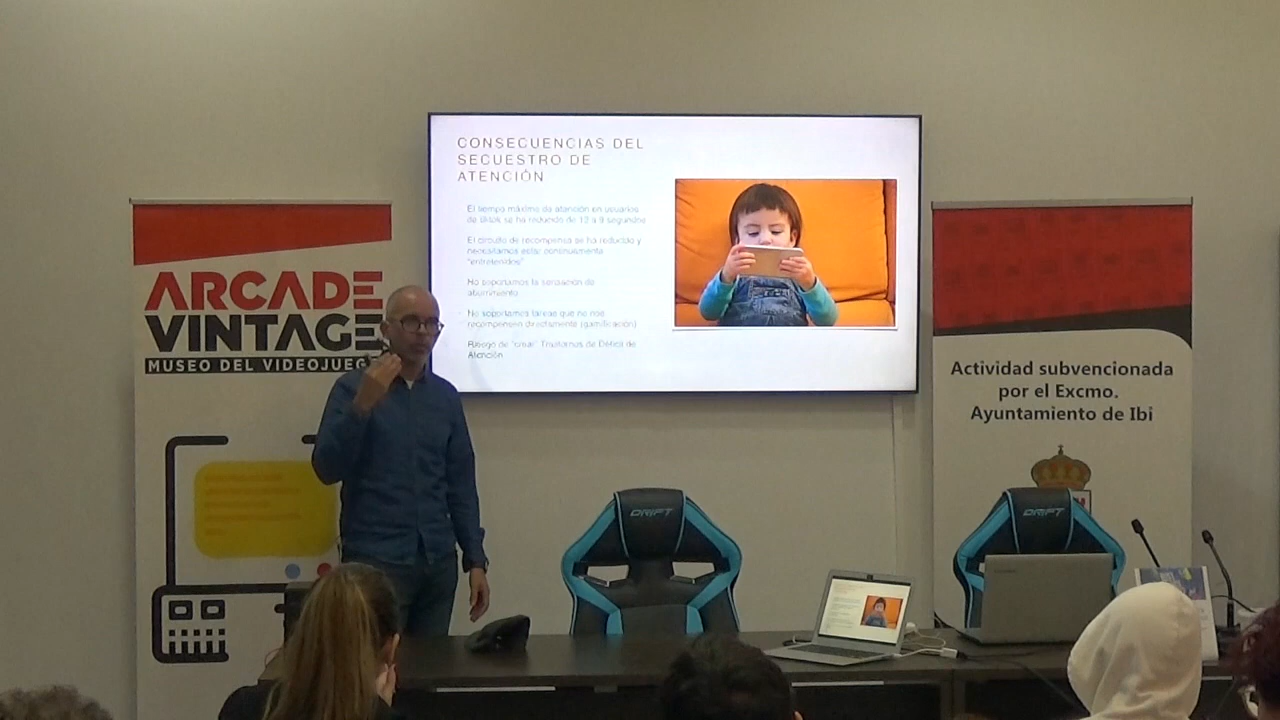 ARCADE
VINTAGE
MUSEO DEL VIDEOJUEG
CONSECUENCIAS DEL
SECUESTRO DE
ATENCIÓN
El tiempo máximo de atención en usuarios
de tiktok se ha reducido de 12 a 9 segundos
El circuito de recompensa se ha reducido y
necesitamos estar continuamente
"entretenidos"
No soportamos la sensación de
aburrimiento
No soportamos tareas que no nos
recompensen directamente (gamificación)
Riesgo de "crear" Trastornos de Déficit de
Atención
Actividad subvencionada
por el Excmo.
Ayuntamiento de Ibi
DRIFT
DRIFT